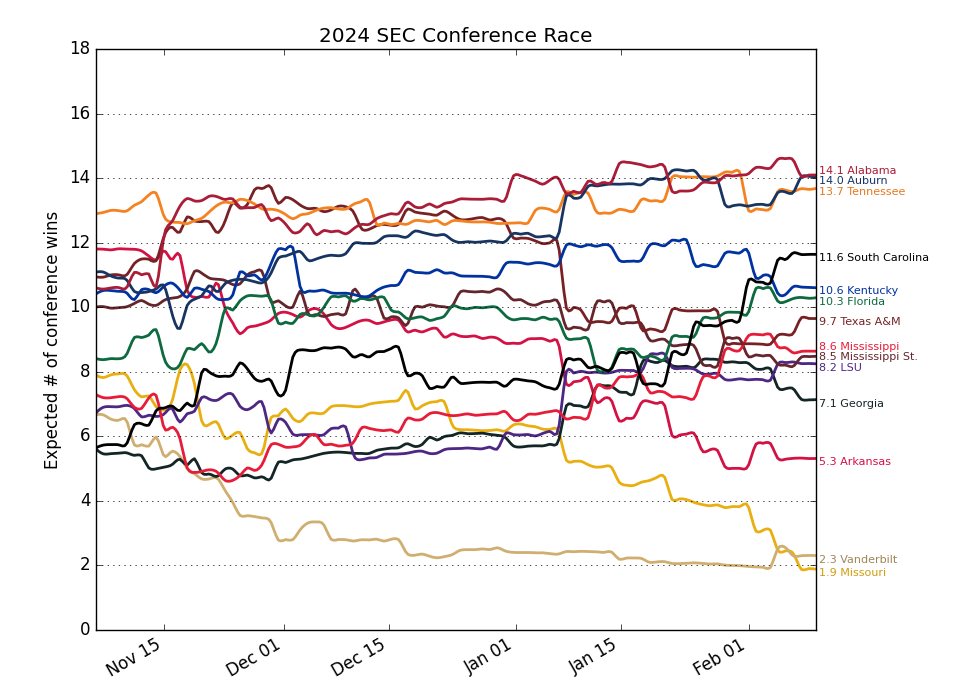 2024 SEC Conference Race
Expected # of conference wins
18
16
14
12
10
8
6
4
2
0
Nov 15
Dec 01
Dec 15
Jan 01
Jan 15
Feb 01
14.1 Alabama
14.0 Auburn
13.7 Tennessee
11.6 South Carolina
10.6 Kentucky
10.3 Florida
9.7 Texas A&M
8.6 Mississippi
8.5 Mississippi St.
8.2 LSU
7.1 Georgia
5.3 Arkansas
2.3 Vanderbilt
1.9 Missouri